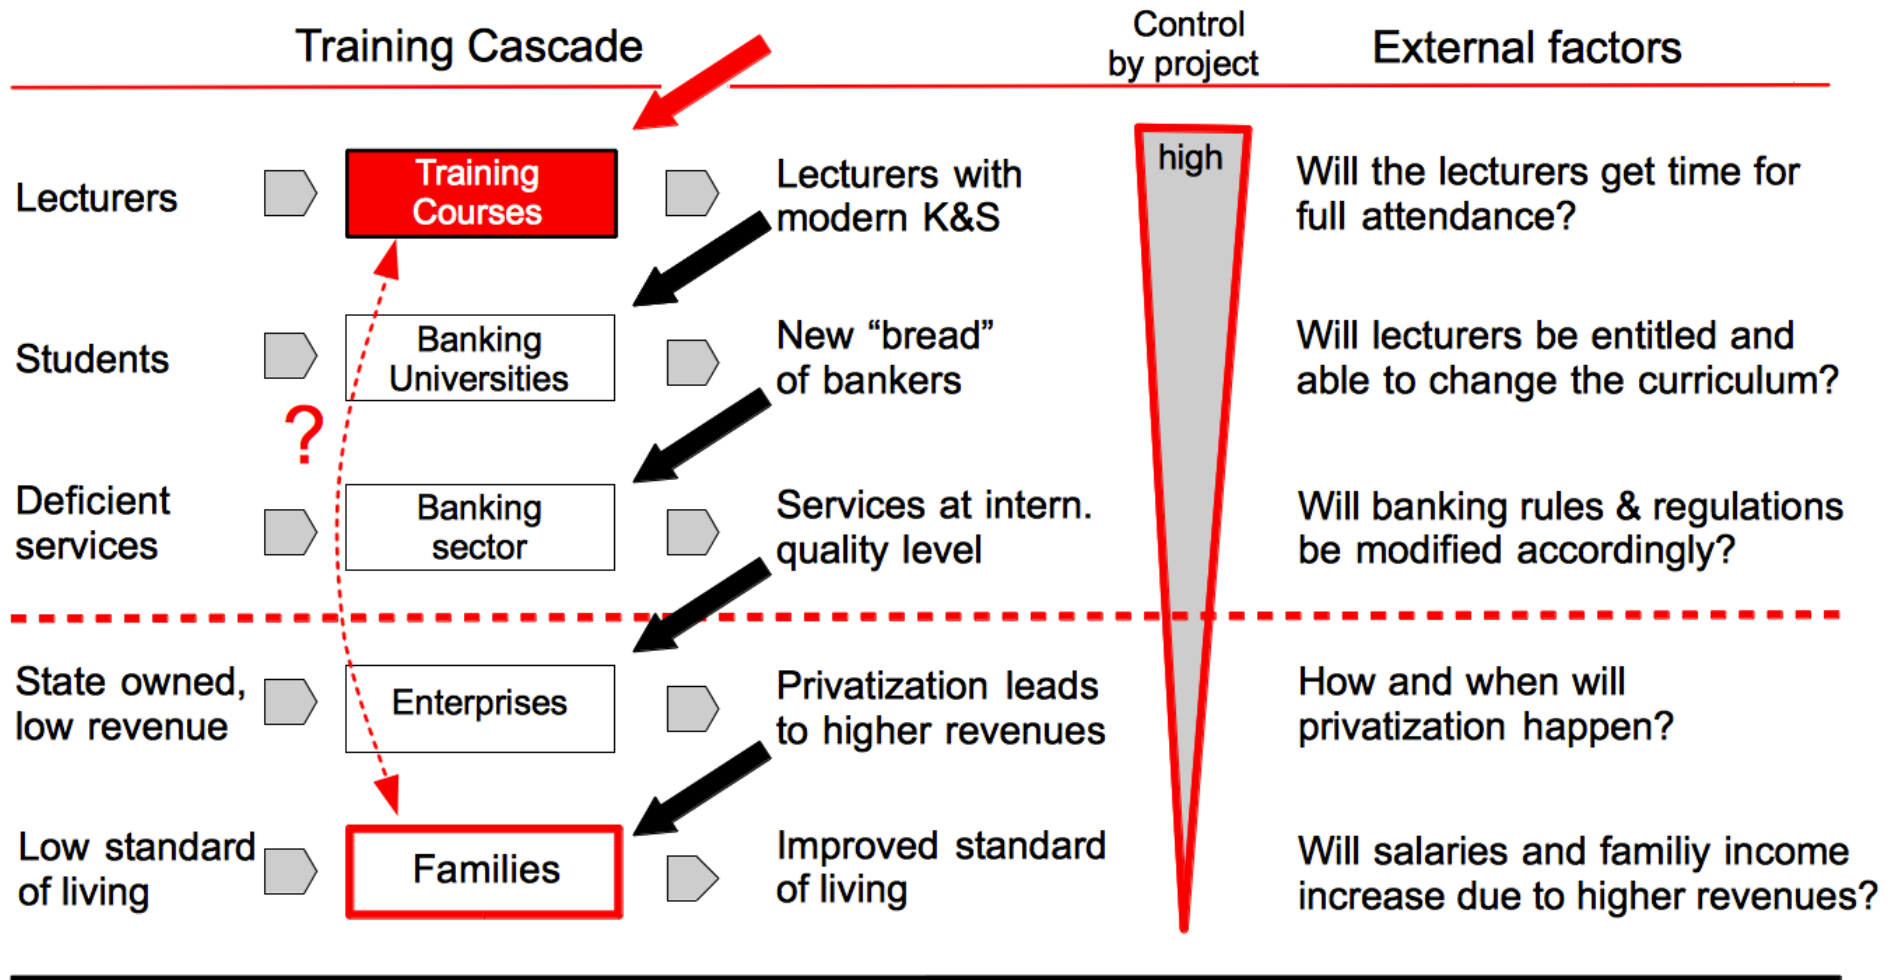 Training Cascade
Control
by project
External factors
Lecturers
Training
Courses
Lecturers with
modern K&S
high
Will the lecturers get time for
full attendance?
Students
Banking
Universities
New “bread”
of bankers
Will lecturers be entitled and
able to change the curriculum?
?
Deficient
services
Banking
sector
Services at intern.
quality level
Will banking rules & regulations
be modified accordingly?
State owned,
low revenue
Enterprises
Privatization leads
to higher revenues
How and when will
privatization happen?
Low standard
of living
Families
Improved standard
of living
Will salaries and familiy income
increase due to higher revenues?